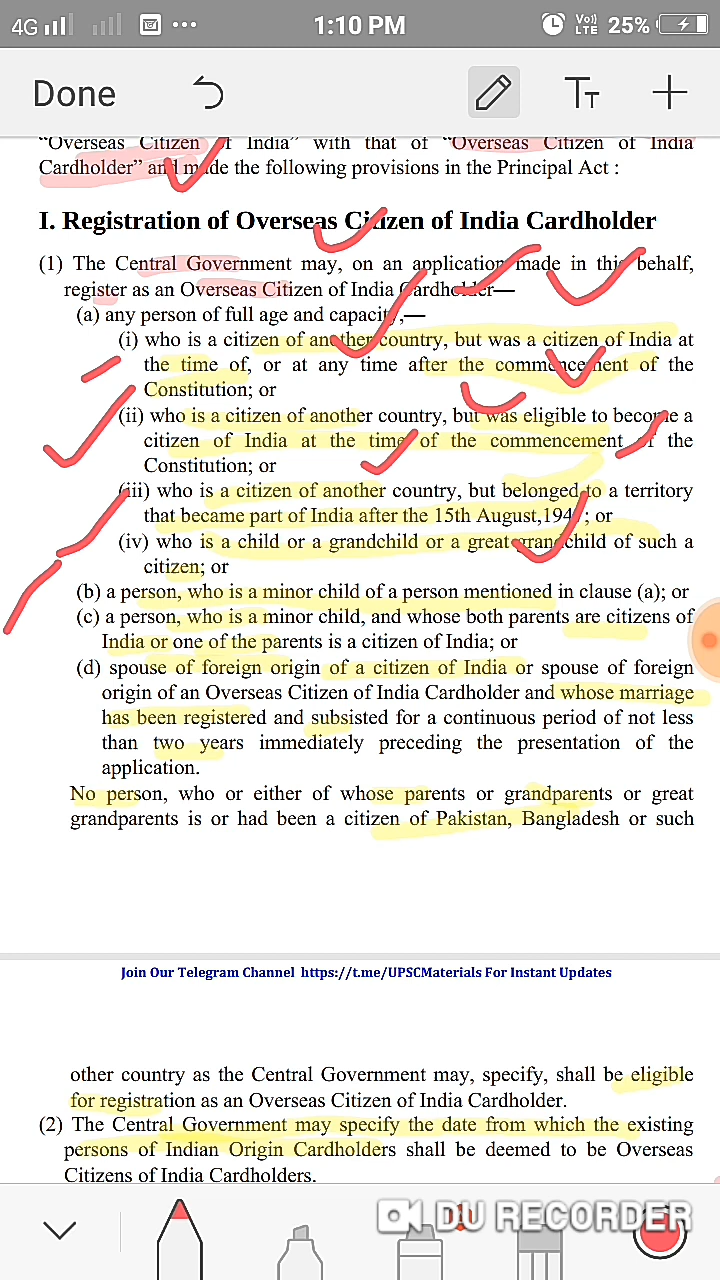 4G 1:10 PM Vo)) LTE 25%
Done TT
"Overseas Citizen of India" with that of "Overseas Citizen of India
Cardholder" and made the following provisions in the Principal Act :
I. Registration of Overseas Citizen of India Cardholder
(1) The Central Government may, on an application made in this behalf,
register as an Overseas Citizen of India Cardholder—
(a) any person of full age and capacity,—
(i) who is a citizen of another country, but was a citizen of India at
the time of, or at any time after the commencement of the
Constitution; or
(ii) who is a citizen of another country, but was eligible to become a
citizen of India at the time of the commencement of the
Constitution; or
(iii) who is a citizen of another country, but belonged to a territory
that became part of India after the 15th August,1947; or
(iv) who is a child or a grandchild or a great grandchild of such a
citizen; or
(b) a person, who is a minor child of a person mentioned in clause (a); or
(c) a person, who is a minor child, and whose both parents are citizens of
India or one of the parents is a citizen of India; or
(d) spouse of foreign origin of a citizen of India or spouse of foreign
origin of an Overseas Citizen of India Cardholder and whose marriage
has been registered and subsisted for a continuous period of not less
than two years immediately preceding the presentation of the
application.
No person, who or either of whose parents or grandparents or great
grandparents is or had been a citizen of Pakistan, Bangladesh or such
Join Our Telegram Channel https://t.me/UPSCMaterials For Instant Updates
other country as the Central Government may, specify, shall be eligible
for registration as an Overseas Citizen of India Cardholder.
(2) The Central Government may specify the date from which the existing
persons of Indian Origin Cardholders shall be deemed to be Overseas
Citizens of India Cardholders.
DU RECORDER